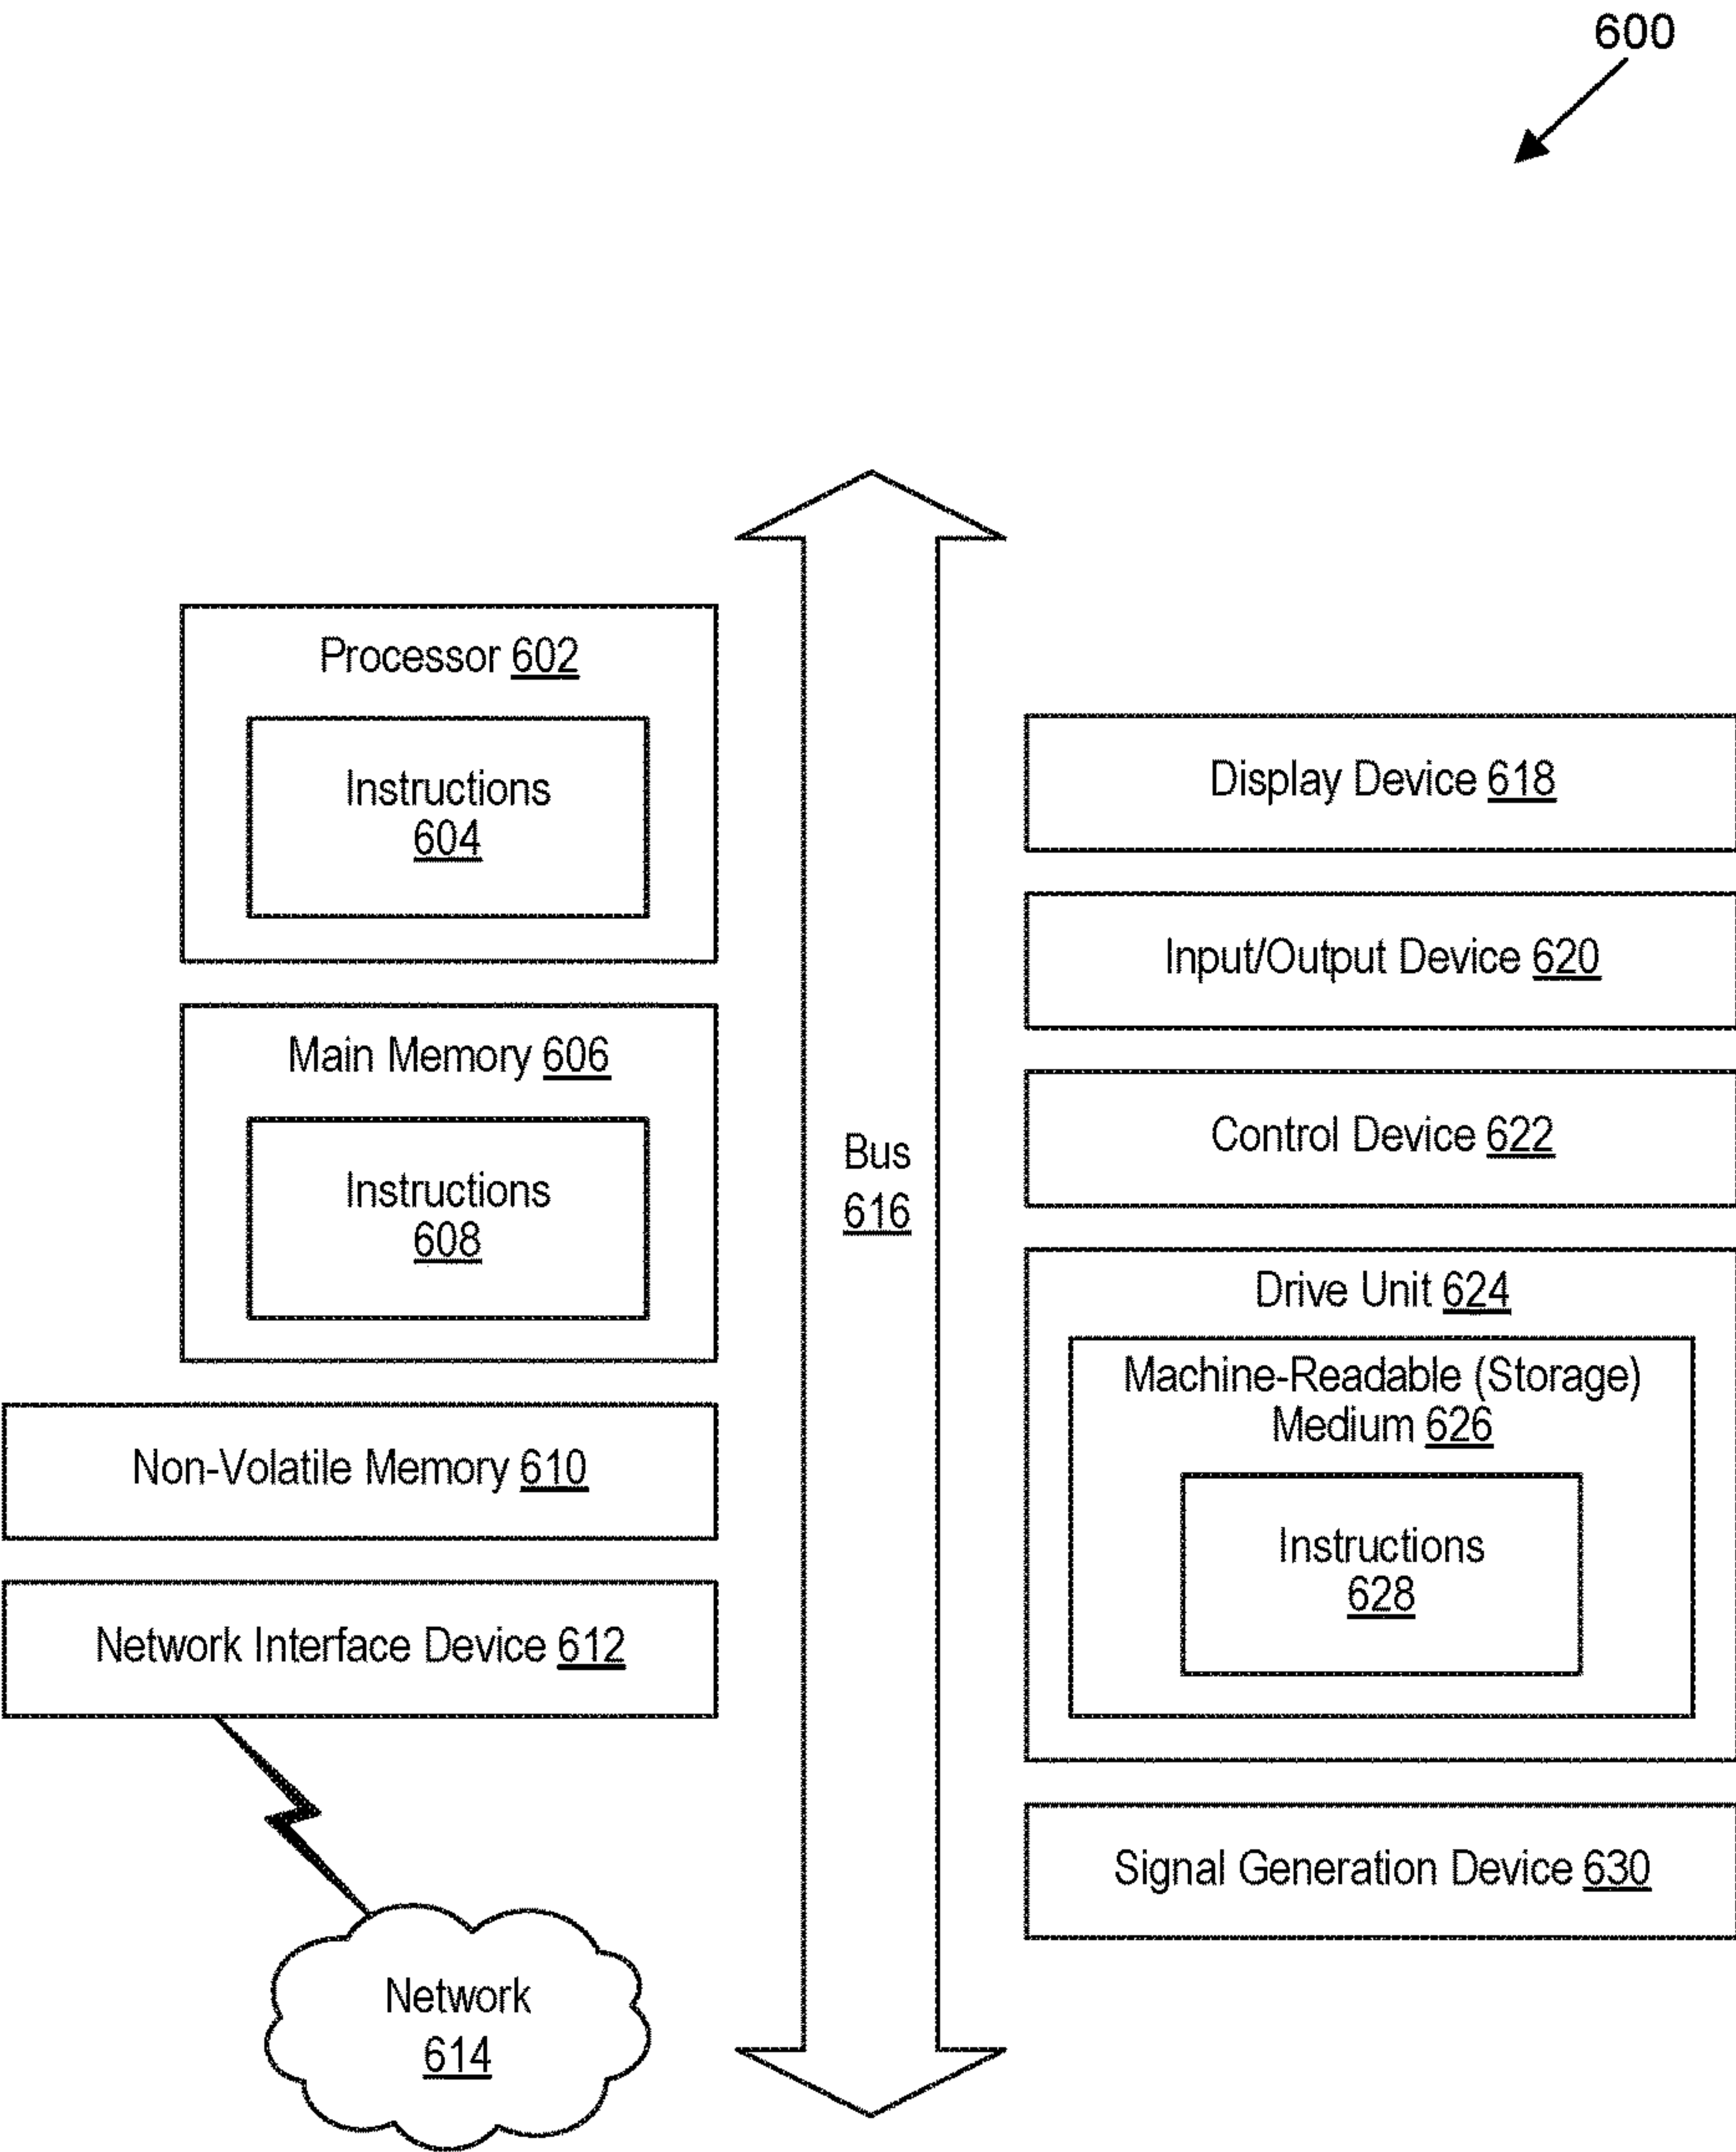 600
Processor 602
Instructions
604
Main Memory 606
Instructions
608
Non-Volatile Memory 610
Network Interface Device 612
Network
614
Bus
616
Display Device 618
Input/Output Device 620
Control Device 622
Drive Unit 624
Machine-Readable (Storage)
Medium 626
Instructions
628
Signal Generation Device 630